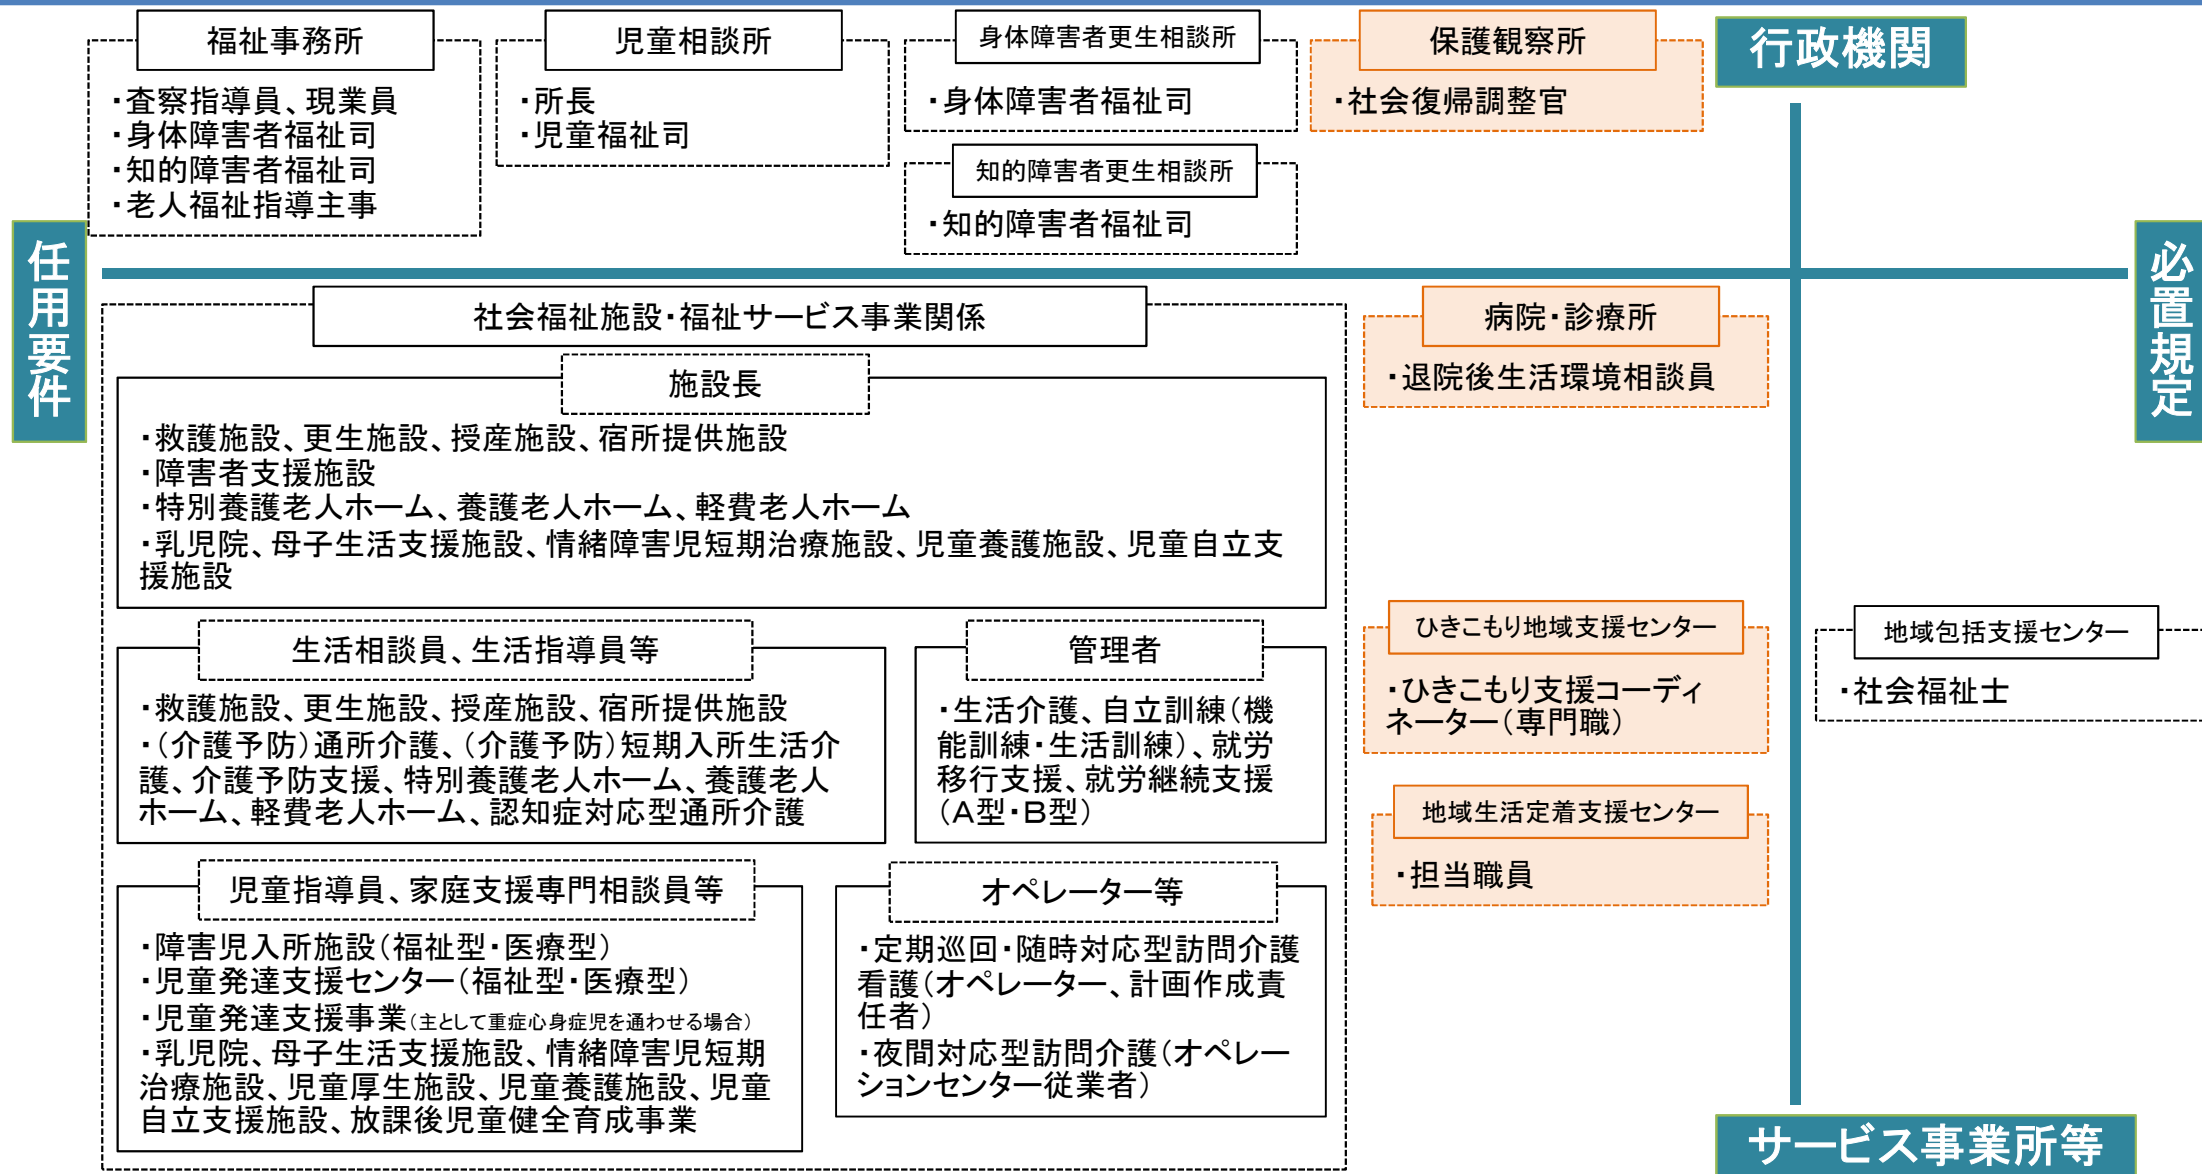 行政機関
福祉事務所
・査察指導員、現業員
・身体障害者福祉司
・知的障害者福祉司
・老人福祉指導主事
児童相談所
・所長
・児童福祉司
身体障害者更生相談所
・身体障害者福祉司
知的障害者更生相談所
・知的障害者福祉司
保護観察所
・社会復帰調整官
任用要件
必置規定
社会福祉施設・福祉サービス事業関係
施設長
・救護施設、更生施設、授産施設、宿所提供施設
・障害者支援施設
・特別養護老人ホーム、養護老人ホーム、軽費老人ホーム
・乳児院、母子生活支援施設、情緒障害児短期治療施設、児童養護施設、児童自立支
援施設
生活相談員、生活指導員等
・救護施設、更生施設、授産施設、宿所提供施設
・（介護予防）通所介護、（介護予防）短期入所生活介
護、介護予防支援、特別養護老人ホーム、養護老人
ホーム、軽費老人ホーム、認知症対応型通所介護
管理者
・生活介護、自立訓練（機
能訓練・生活訓練）、就労
移行支援、就労継続支援
（A型・B型）
児童指導員、家庭支援専門相談員等
・障害児入所施設（福祉型・医療型）
・児童発達支援センター（福祉型・医療型）
・児童発達支援事業（主として重症心身症児を通わせる場合）
・乳児院、母子生活支援施設、情緒障害児短期
治療施設、児童厚生施設、児童養護施設、児童
自立支援施設、放課後児童健全育成事業
オペレーター等
・定期巡回・随時対応型訪問介護
看護（オペレーター、計画作成責
任者）
・夜間対応型訪問介護（オペレー
ションセンター従業者）
病院・診療所
・退院後生活環境相談員
ひきこもり地域支援センター
・ひきこもり支援コーディ
ネーター（専門職）
地域生活定着支援センター
・担当職員
地域包括支援センター
・社会福祉士
サービス事業所等